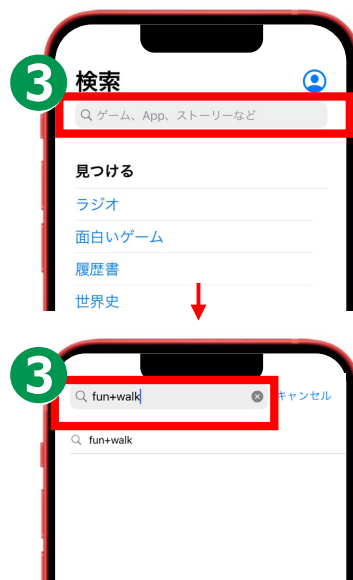 3
検索
ゲーム、App、ストーリーなど
見つける
ラジオ
面白いゲーム
履歴書
世界史
3
fun+walk キャンセル
fun+walk